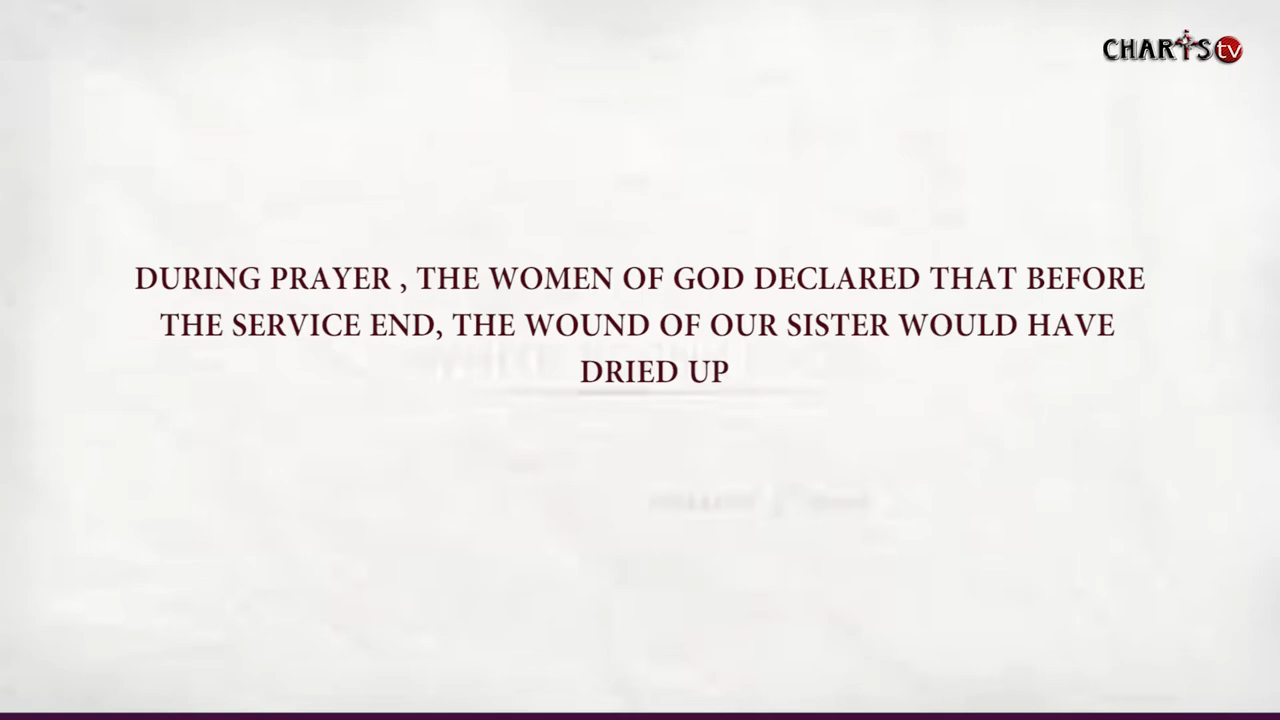 CHARIS tv
DURING PRAYER , THE WOMEN OF GOD DECLARED THAT BEFORE
THE SERVICE END, THE WOUND OF OUR SISTER WOULD HAVE
DRIED UP